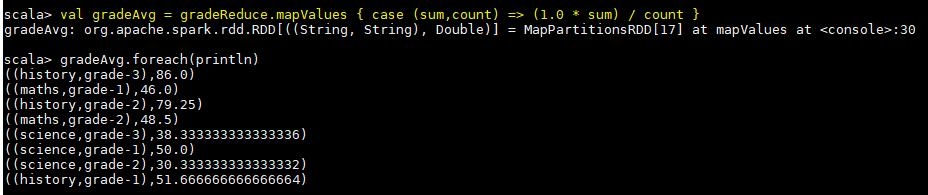 scala> val gradeAvg = gradeReduce.mapValues { case (sum,count) => (1.0 * sum) / count }
gradeAvg: org.apache.spark.rdd.RDD[((String, String), Double)] = MapPartitionsRDD[17] at mapValues at <console>:30
scala> gradeAvg.foreach(println)
((history,grade-3),86.0)
((maths,grade-1),46.0)
((history,grade-2),79.25)
((maths,grade-2),48.5)
((science,grade-3),38.333333333333336)
((science,grade-1),50.0)
((science,grade-2),30.333333333333332)
((history,grade-1),51.666666666666664)